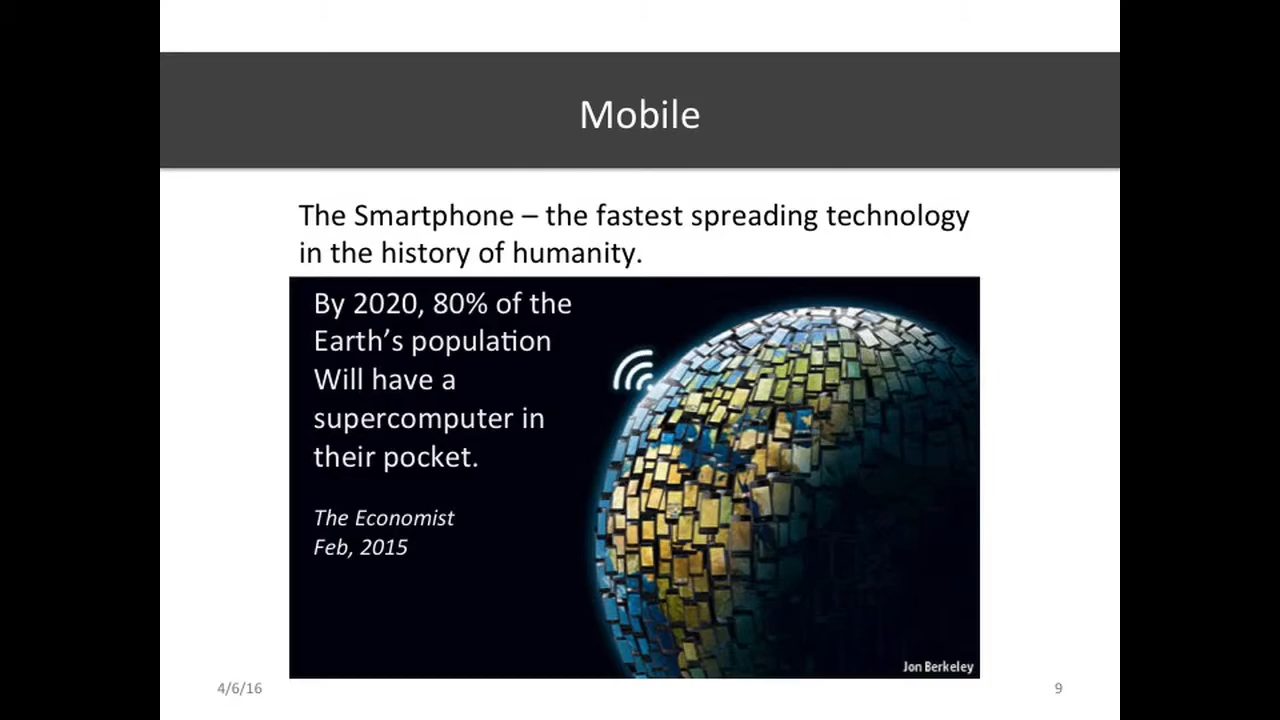 Mobile
The Smartphone – the fastest spreading technology
in the history of humanity.
By 2020, 80% of the
Earth's population
Will have a
supercomputer in
their pocket.
The Economist
Feb, 2015
Jon Berkeley
4/6/16
9